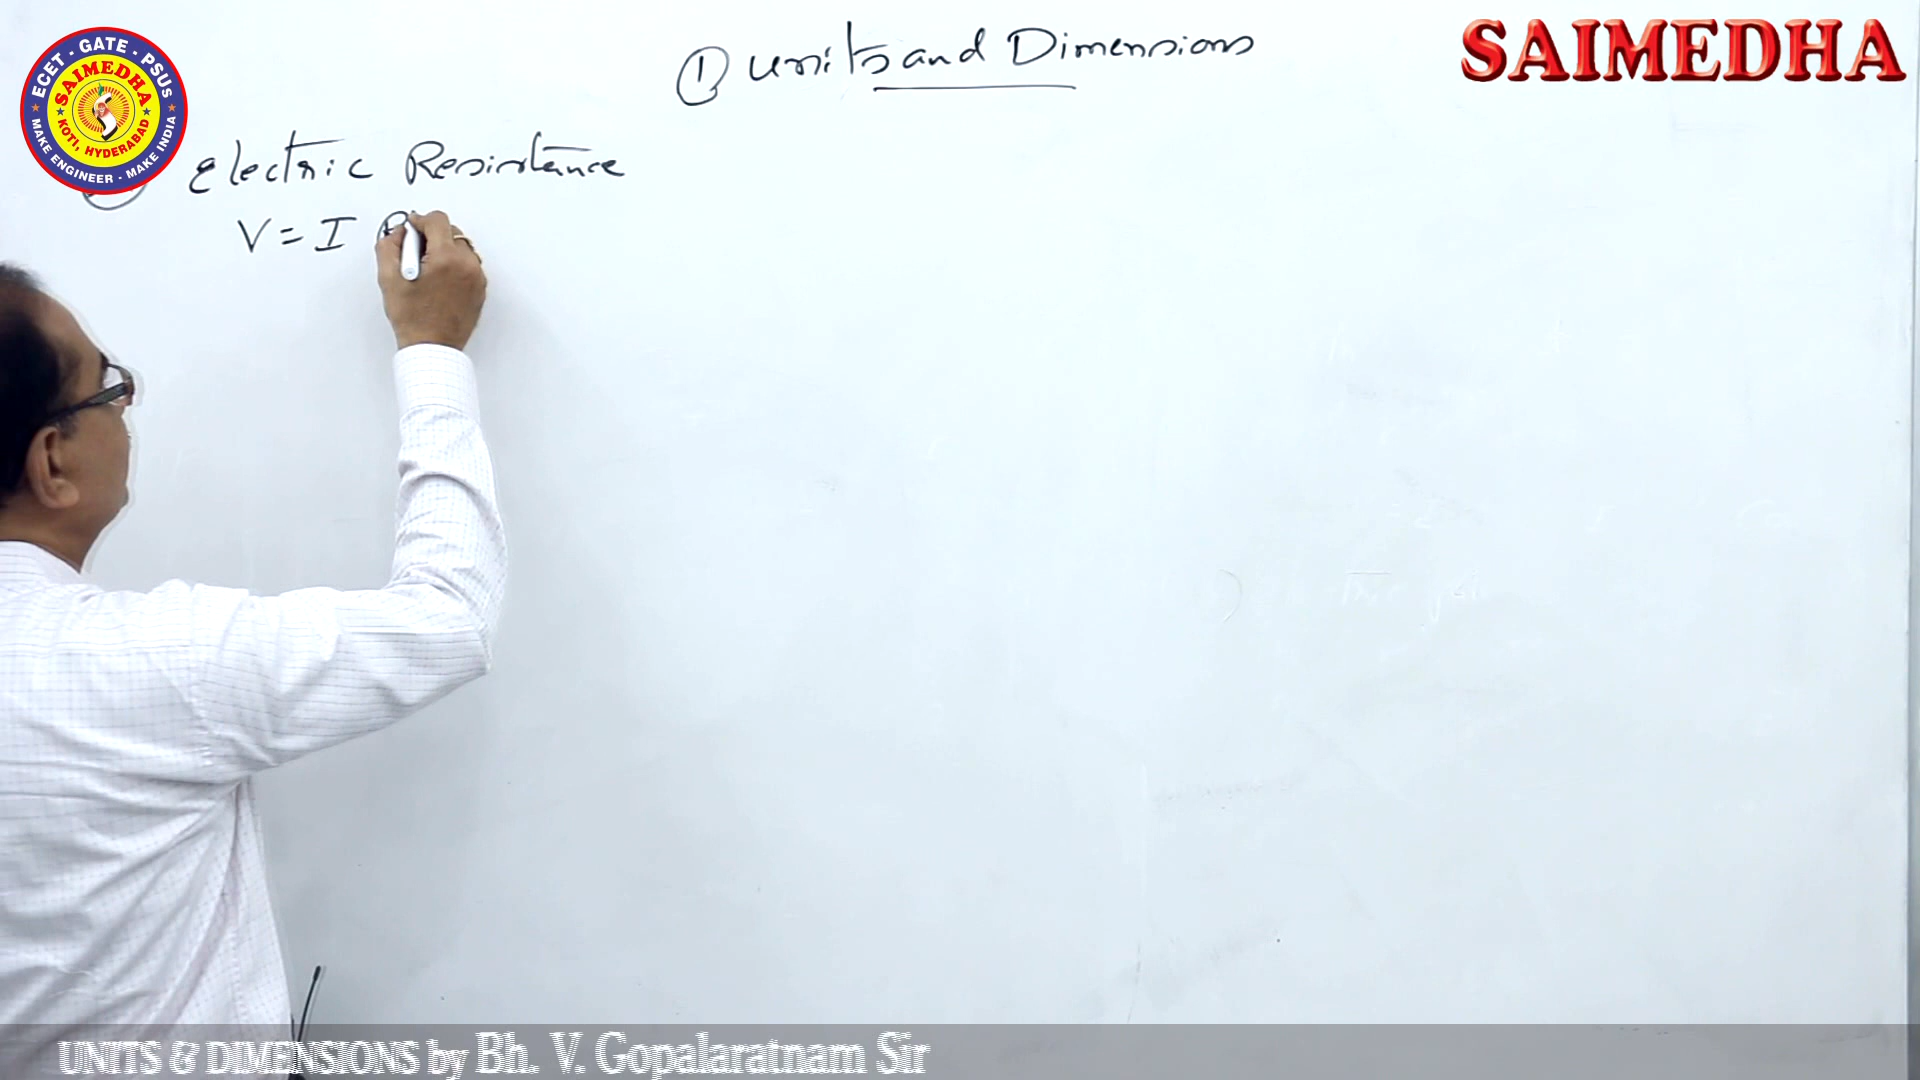 ① Units and Dimensions
SAIMEDHA
ECET · GATE · PSUS
SAIMEDHA
KOTI, HYDERABAD
MAKE ENGINEER - MAKE INDIA
Electric Resistance
V = I R
UNITS & DIMENSIONS by Bh. V. Gopalaratnam Sir